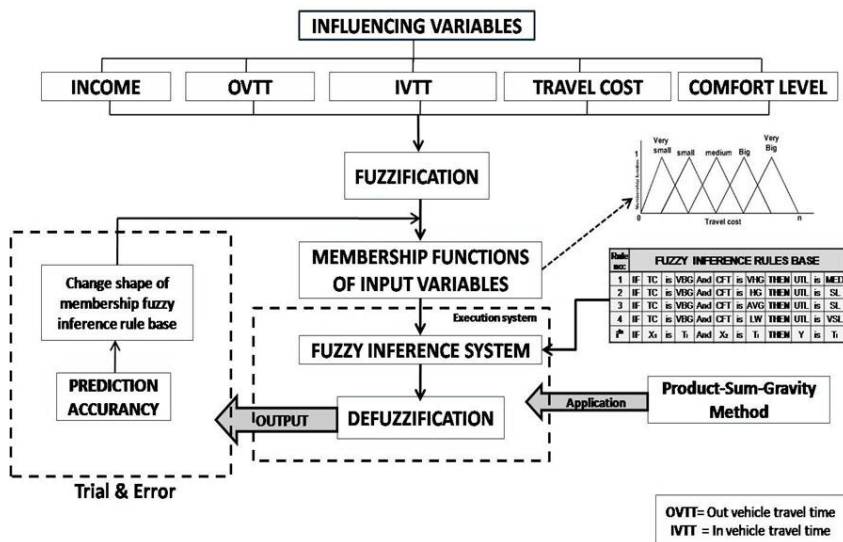 INFLUENCING VARIABLES
INCOME
OVTT
IVTT
TRAVEL COST
COMFORT LEVEL
FUZZIFICATION
Very
small
small
medium
Big
Very
Big
1
0
Travel cost
n
MEMBERSHIP FUNCTIONS
OF INPUT VARIABLES
Change shape of
membership fuzzy
inference rule base
PREDICTION
ACCURANCY
Trial & Error
Execution system
FUZZY INFERENCE SYSTEM
DEFUZZIFICATION
OUTPUT
Application
Product-Sum-Gravity
Method
Rule
FUZZY INFERENCE RULES BASE
1 IF TC is VBG And CFT is VHG THEN UTL is MED
2 IF TC is VBG And CFT is HG THEN UTL is SL
3 IF TC is VBG And CFT is AVG THEN UTL is SL
4 IF TC is VBG And CFT is LW THEN UTL is VSL
IF X₁ is Tᵢ And X₂ is Tᵢ THEN Y is Tᵢ
OVTT= Out vehicle travel time
IVTT = In vehicle travel time